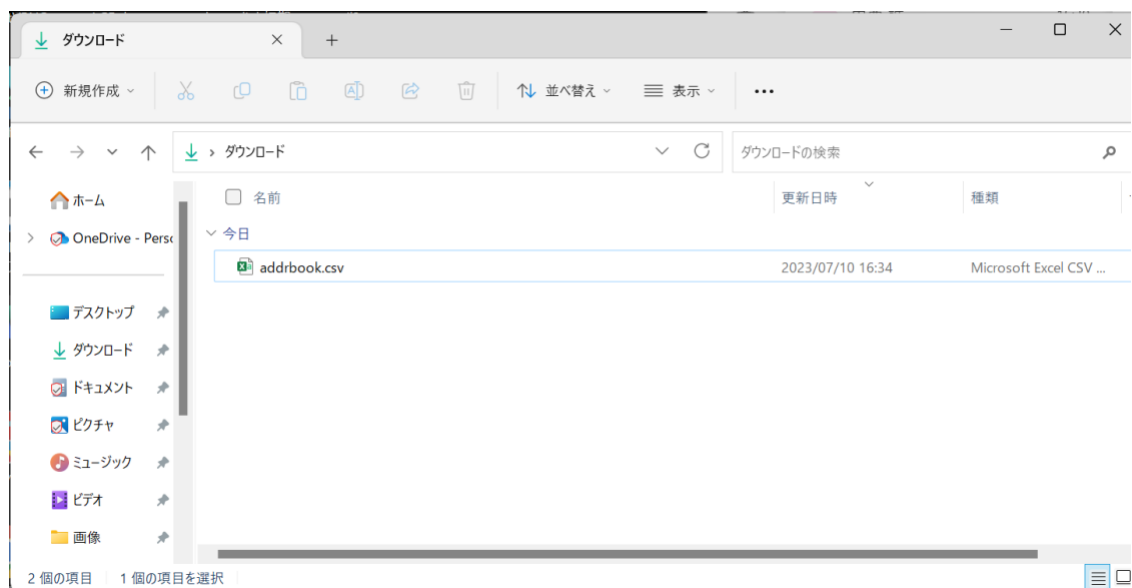 ダウンロード
新規作成
並べ替え
表示
ダウンロード
ダウンロードの検索
ホーム
OneDrive - Perso
デスクトップ
ダウンロード
ドキュメント
ピクチャ
ミュージック
ビデオ
画像
名前 更新日時 種類
今日
addrbook.csv 2023/07/10 16:34 Microsoft Excel CSV ...
2 個の項目 1 個の項目を選択